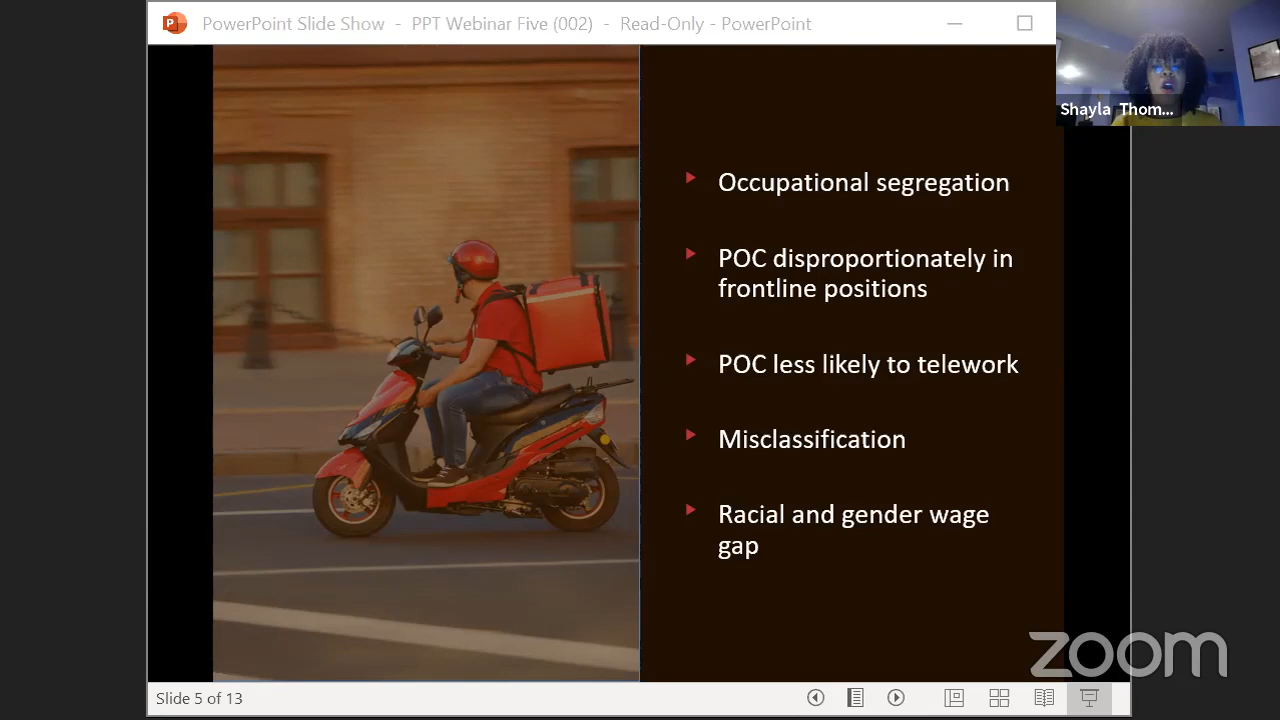 PowerPoint Slide Show - PPT Webinar Five (002) - Read-Only - PowerPoint
Shayla Thom...
Occupational segregation
POC disproportionately in
frontline positions
POC less likely to telework
Misclassification
Racial and gender wage
gap
zoom
Slide 5 of 13